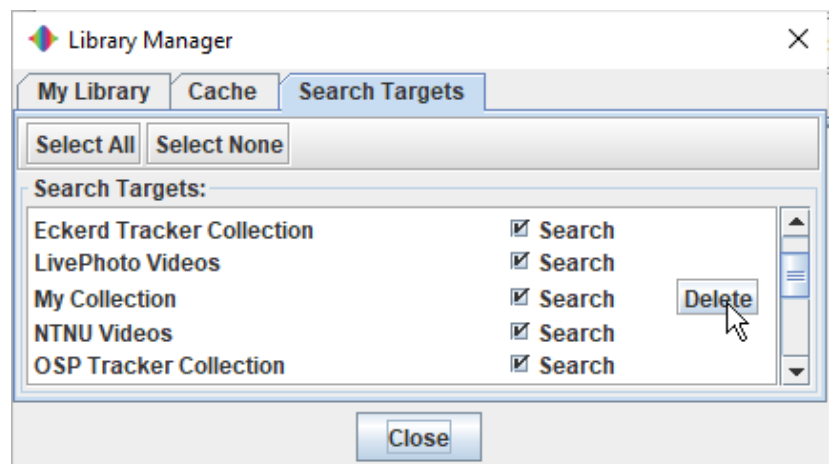 Library Manager
My Library Cache Search Targets
Select All Select None
Search Targets:
Eckerd Tracker Collection Search
LivePhoto Videos Search
My Collection Search Delete
NTNU Videos Search
OSP Tracker Collection Search
Close